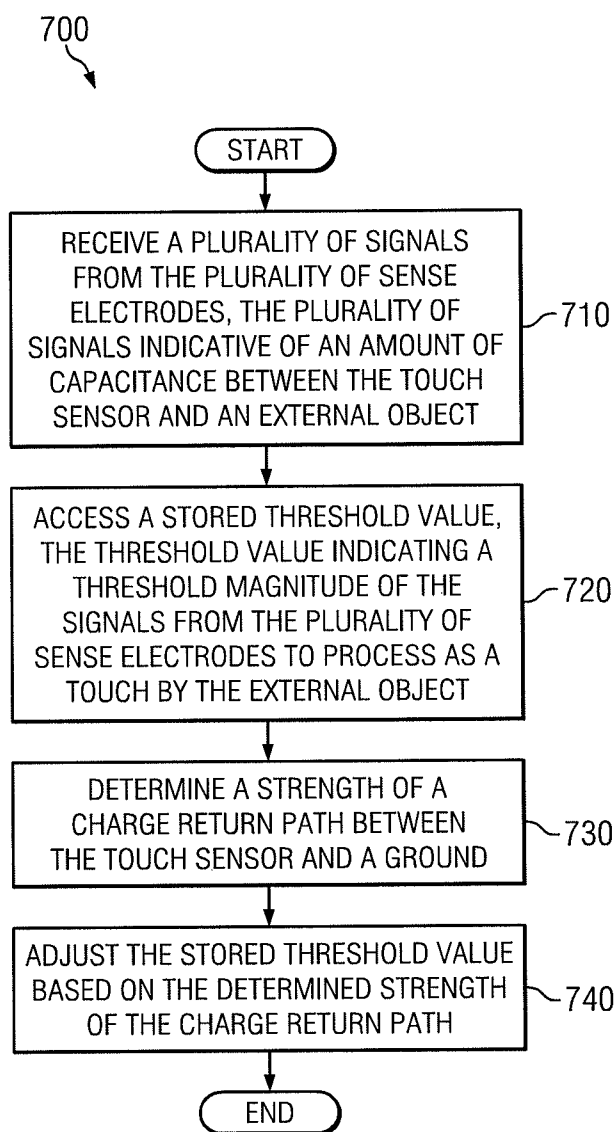 700
START
RECEIVE A PLURALITY OF SIGNALS
FROM THE PLURALITY OF SENSE
ELECTRODES, THE PLURALITY OF
SIGNALS INDICATIVE OF AN AMOUNT OF
CAPACITANCE BETWEEN THE TOUCH
SENSOR AND AN EXTERNAL OBJECT
710
ACCESS A STORED THRESHOLD VALUE,
THE THRESHOLD VALUE INDICATING A
THRESHOLD MAGNITUDE OF THE
SIGNALS FROM THE PLURALITY OF
SENSE ELECTRODES TO PROCESS AS A
TOUCH BY THE EXTERNAL OBJECT
720
DETERMINE A STRENGTH OF A
CHARGE RETURN PATH BETWEEN
THE TOUCH SENSOR AND A GROUND
730
ADJUST THE STORED THRESHOLD VALUE
BASED ON THE DETERMINED STRENGTH
OF THE CHARGE RETURN PATH
740
END